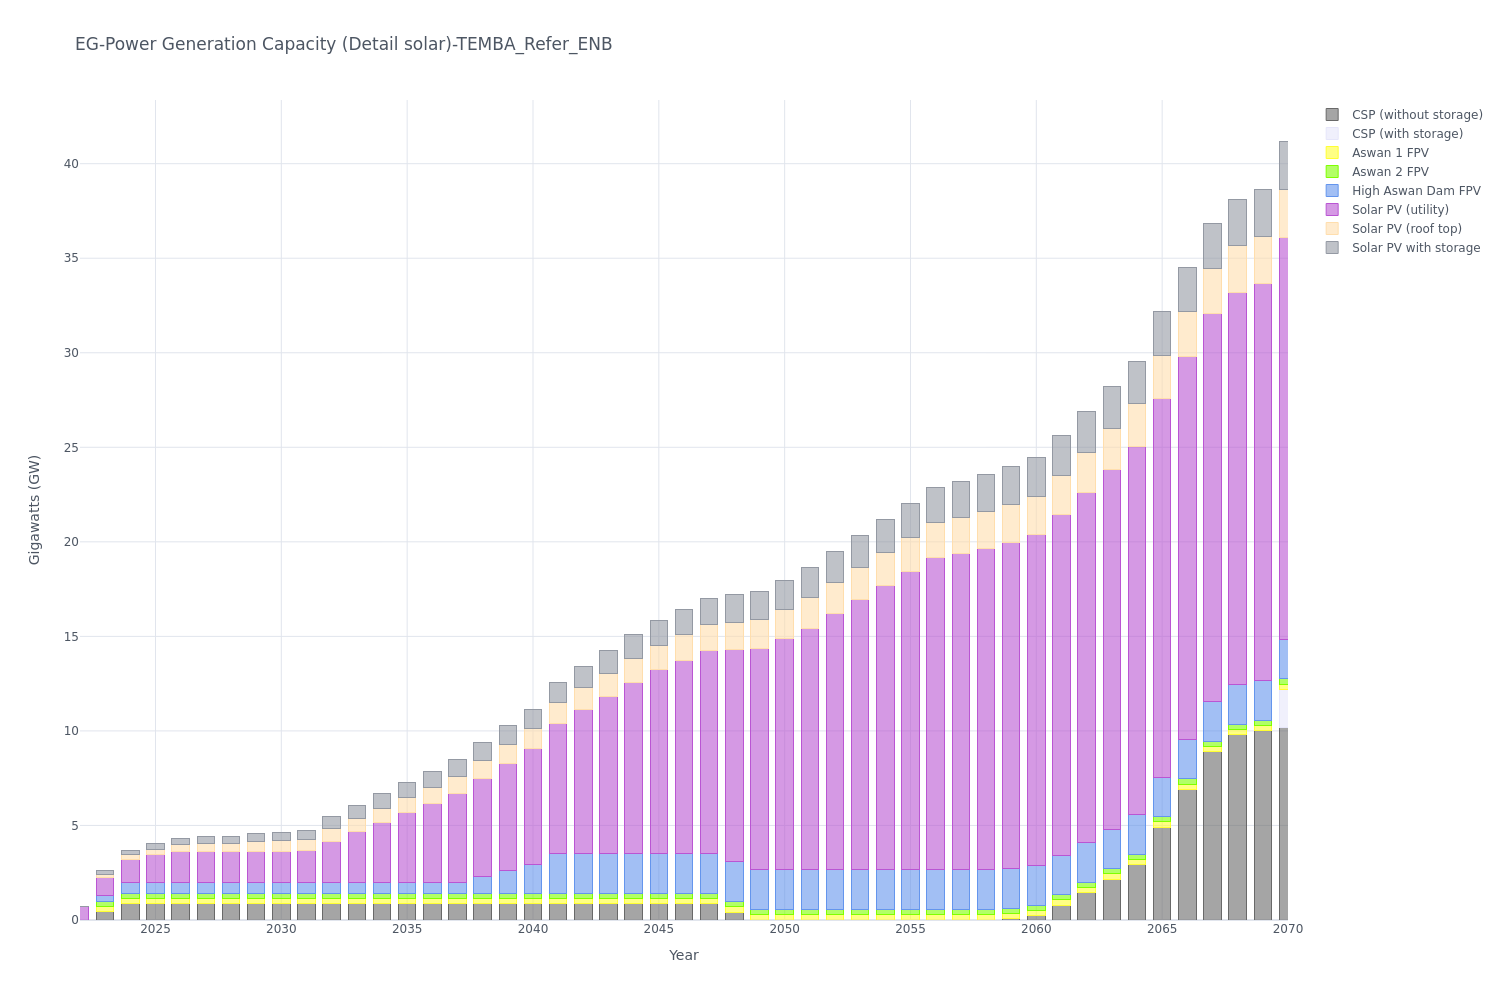 EG-Power Generation Capacity (Detail solar)-TEMBA_Refer_ENB
CSP (without storage)
CSP (with storage)
Aswan 1 FPV
Aswan 2 FPV
High Aswan Dam FPV
Solar PV (utility)
Solar PV (roof top)
Solar PV with storage
Gigawatts (GW)
40
35
30
25
20
15
10
5
0
2025 2030 2035 2040 2045 2050 2055 2060 2065 2070
Year